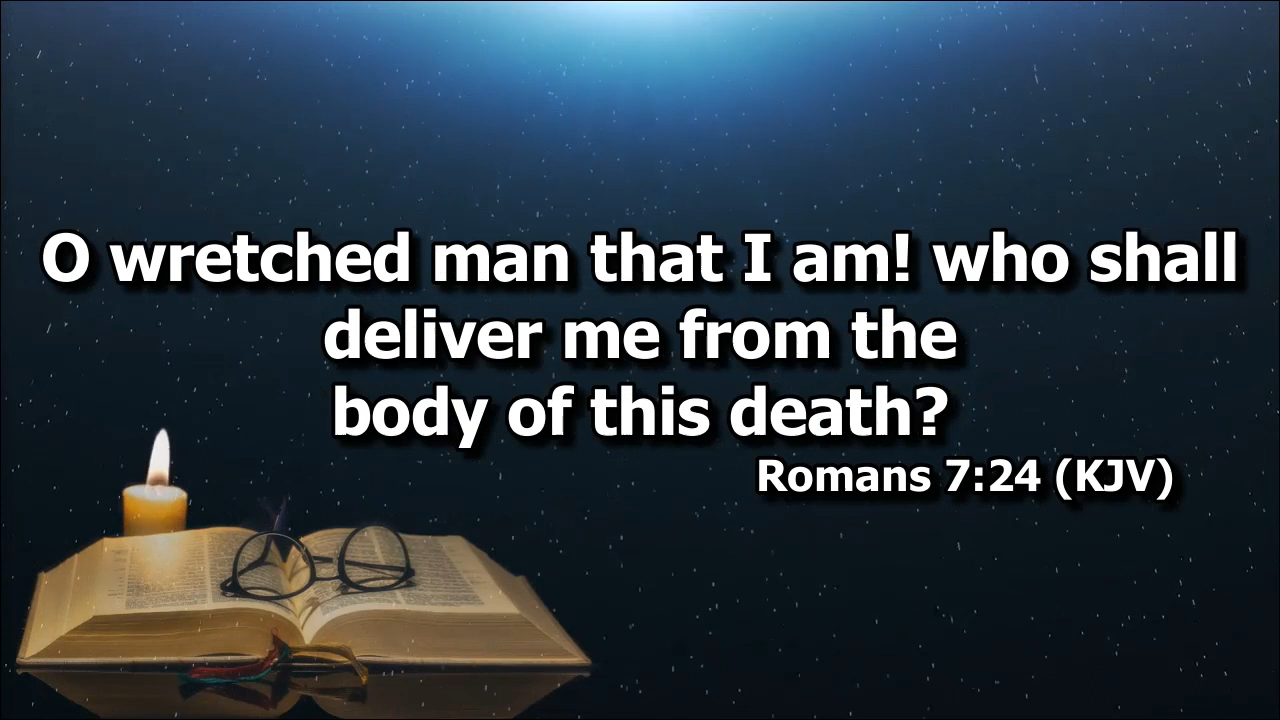 O wretched man that I am! who shall
deliver me from the
body of this death?
Romans 7:24 (KJV)